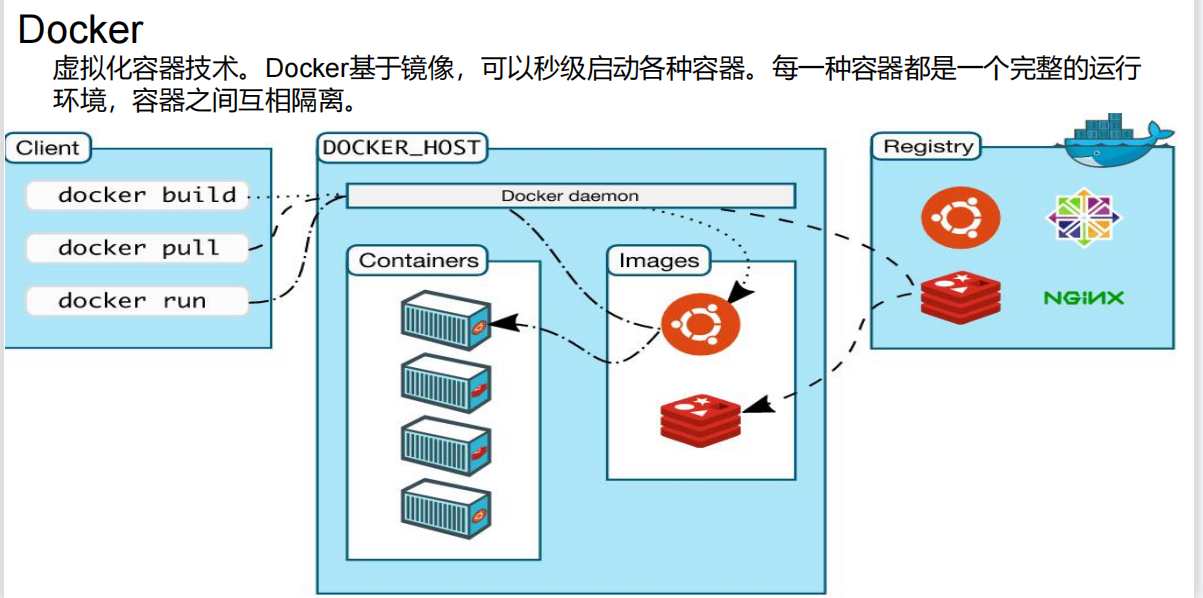 Docker
虚拟化容器技术。Docker基于镜像，可以秒级启动各种容器。每一种容器都是一个完整的运行
环境，容器之间互相隔离。
Client
docker build
docker pull
docker run
DOCKER_HOST
Docker daemon
Containers
Images
Registry
NGINX